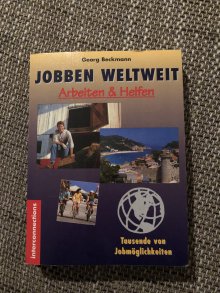 Georg Beckmann
JOBBEN WELTWEIT
Arbeiten & Helfen
interconnections
Tausende von
Jobmöglichkeiten